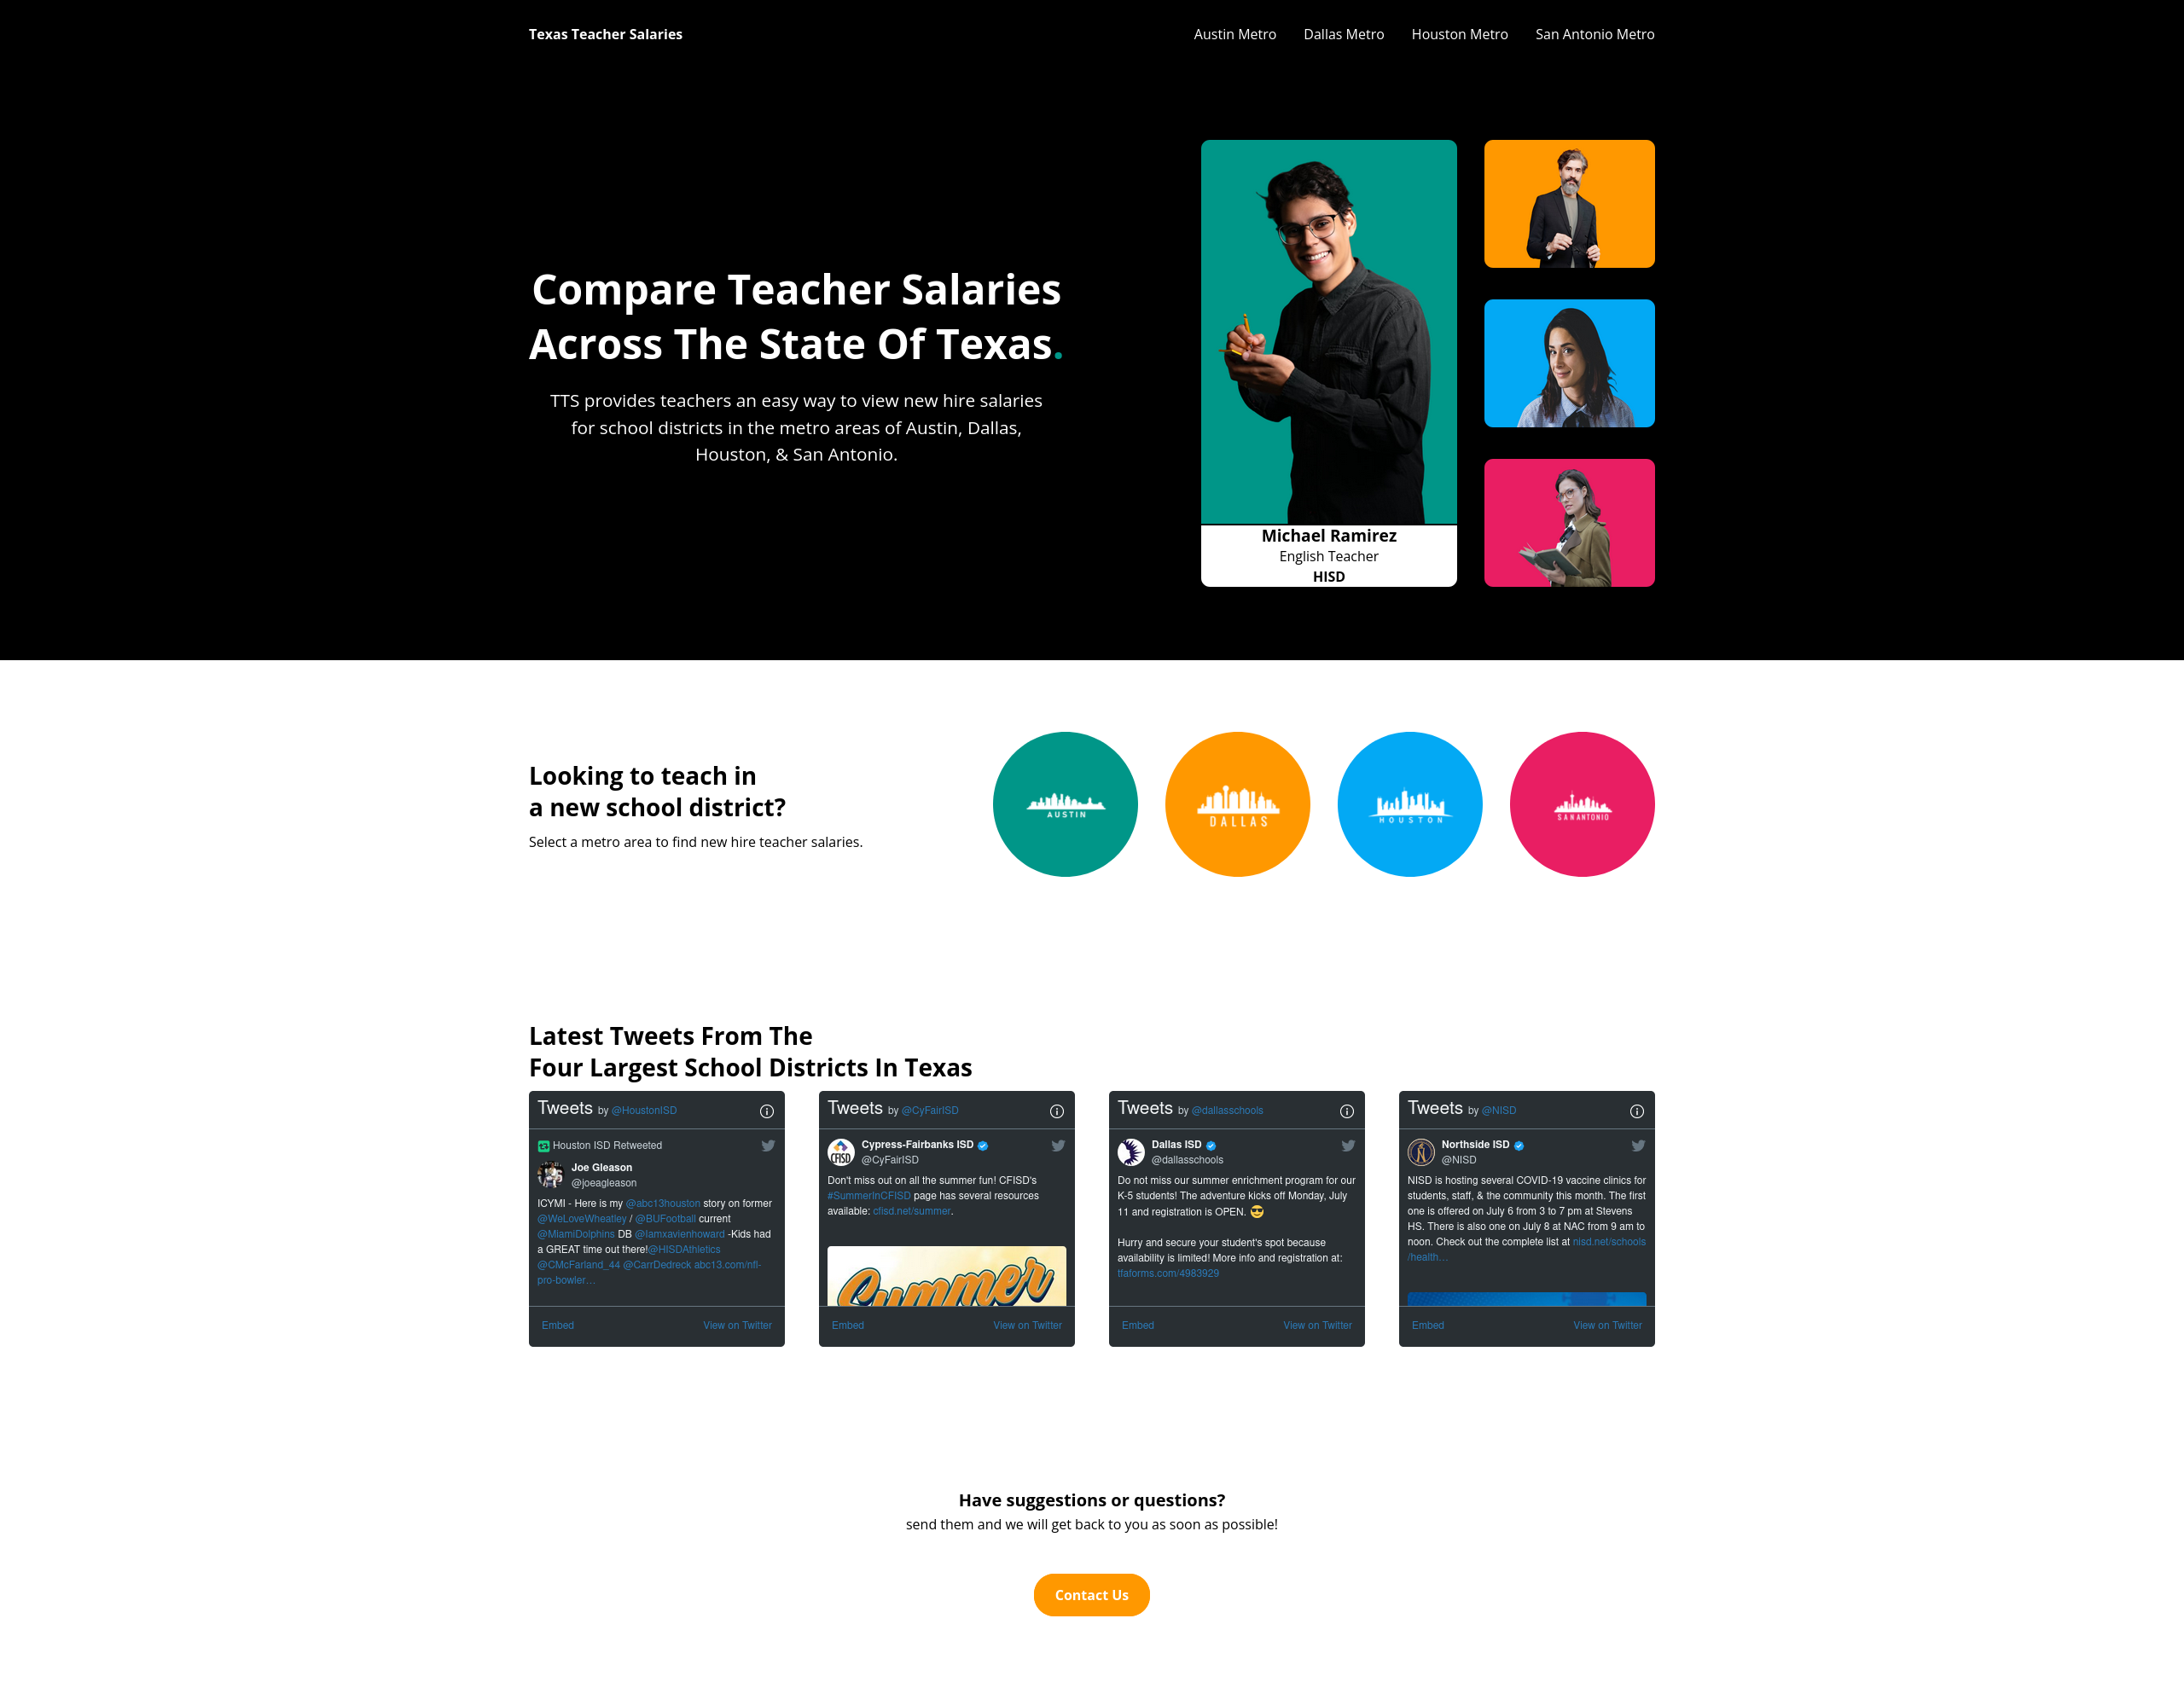 Texas Teacher Salaries
Austin Metro
Dallas Metro
Houston Metro
San Antonio Metro
Compare Teacher Salaries
Across The State Of Texas.
TTS provides teachers an easy way to view new hire salaries
for school districts in the metro areas of Austin, Dallas,
Houston, & San Antonio.
Michael Ramirez
English Teacher
HISD
Looking to teach in
a new school district?
Select a metro area to find new hire teacher salaries.
AUSTIN
DALLAS
HOUSTON
SAN ANTONIO
Latest Tweets From The
Four Largest School Districts In Texas
Tweets by @HoustonISD
Houston ISD Retweeted
Joe Gleason
@joeagleason
ICYMI - Here is my @abc13houston story on former
@WeLoveWheatley / @BUFootball current
@MiamiDolphins DB @Iamxavienhoward -Kids had
a GREAT time out there!@HISDAthletics
@CMcFarland_44 @CarrDedreck abc13.com/nfl-
pro-bowler…
Embed
View on Twitter
Tweets by @CyFairISD
CFISD
Cypress-Fairbanks ISD
@CyFairISD
Don't miss out on all the summer fun! CFISD's
#SummerInCFISD page has several resources
available: cfisd.net/summer.
Summer
Embed
View on Twitter
Tweets by @dallasschools
Dallas ISD
@dallasschools
Do not miss our summer enrichment program for our
K-5 students! The adventure kicks off Monday, July
11 and registration is OPEN. 😎
Hurry and secure your student's spot because
availability is limited! More info and registration at:
tfaforms.com/4983929
Embed
View on Twitter
Tweets by @NISD
Northside ISD
@NISD
NISD is hosting several COVID-19 vaccine clinics for
students, staff, & the community this month. The first
one is offered on July 6 from 3 to 7 pm at Stevens
HS. There is also one on July 8 at NAC from 9 am to
noon. Check out the complete list at nisd.net/schools
/health…
Embed
View on Twitter
Have suggestions or questions?
send them and we will get back to you as soon as possible!
Contact Us